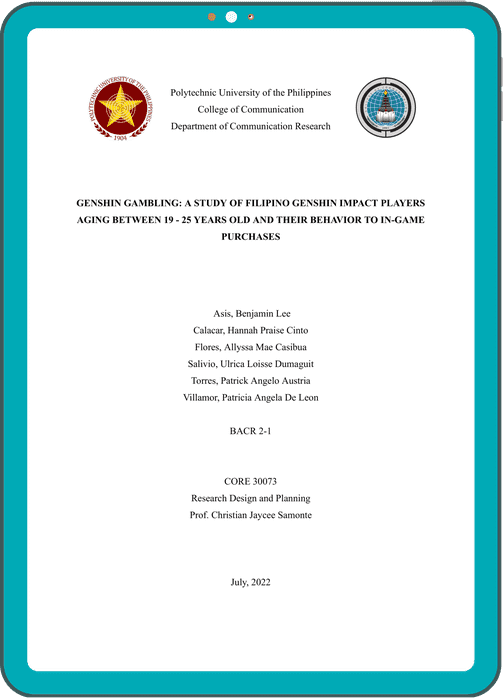 POLYTECHNIC UNIVERSITY OF THE PHILIPPINES
1904
Polytechnic University of the Philippines
College of Communication
Department of Communication Research
GENSHIN GAMBLING: A STUDY OF FILIPINO GENSHIN IMPACT PLAYERS
AGING BETWEEN 19 - 25 YEARS OLD AND THEIR BEHAVIOR TO IN-GAME
PURCHASES
Asis, Benjamin Lee
Calacar, Hannah Praise Cinto
Flores, Allyssa Mae Casibua
Salivio, Ulrica Loisse Dumaguit
Torres, Patrick Angelo Austria
Villamor, Patricia Angela De Leon
BACR 2-1
CORE 30073
Research Design and Planning
Prof. Christian Jaycee Samonte
July, 2022